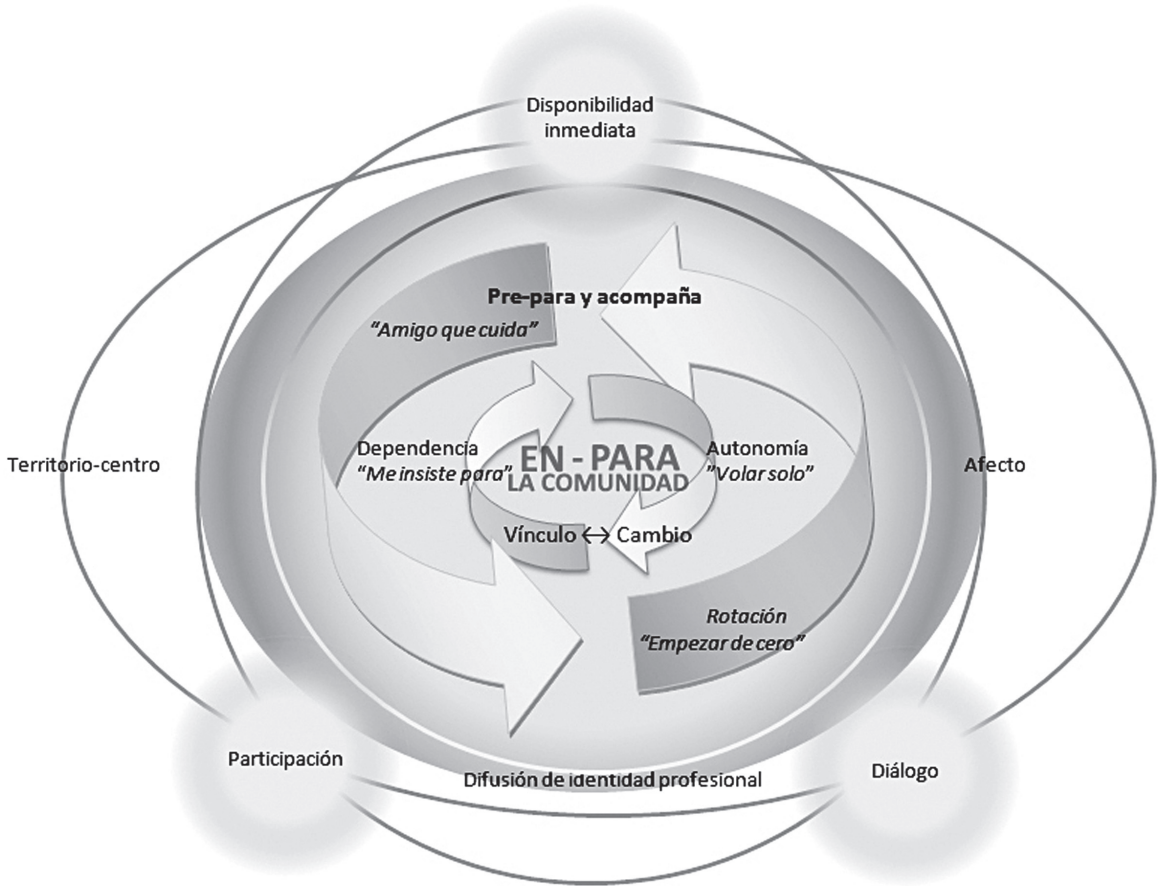 Disponibilidad
inmediata
Pre-para y acompaña
“Amigo que cuida”
Territorio-centro
Dependencia
“Me insiste para”
EN - PARA
LA COMUNIDAD
Autonomía
”Volar solo”
Afecto
Vínculo ↔ Cambio
Rotación
“Empezar de cero”
Participación
Difusión de identidad profesional
Diálogo